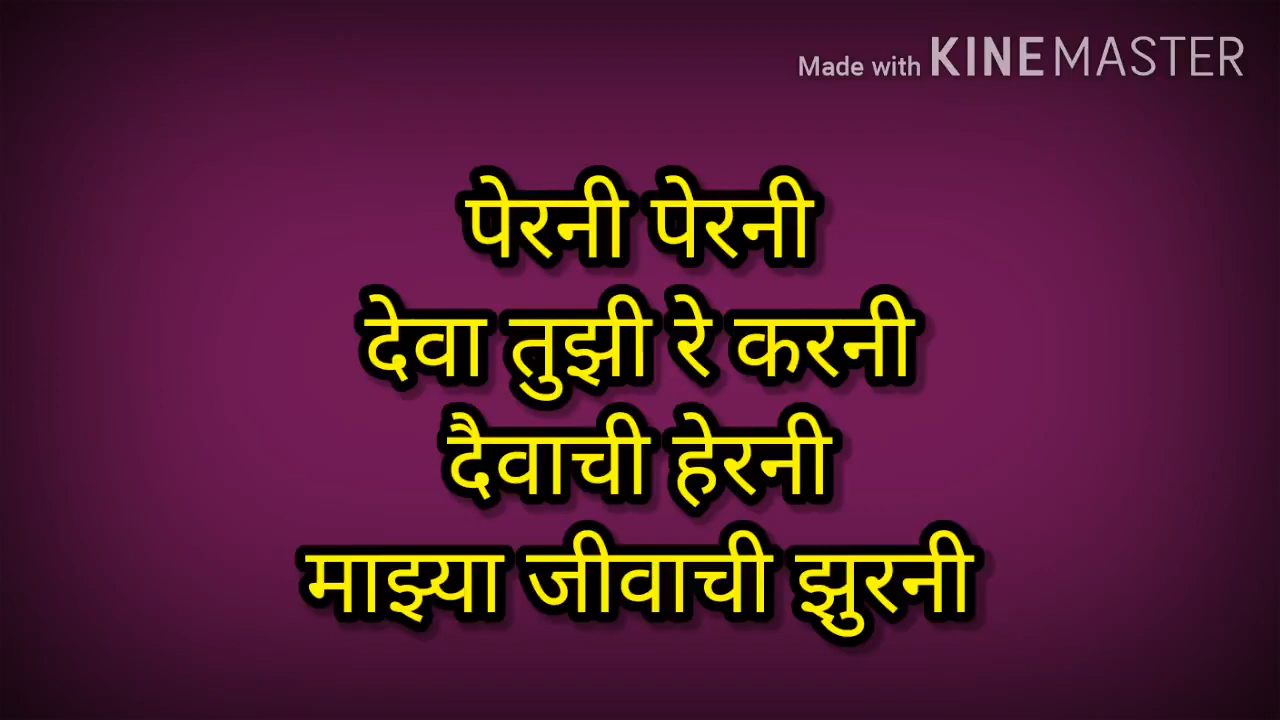 Made with KINEMASTER
पेरनी पेरनी
देवा तुझी रे करनी
दैवाची हेरनी
माझ्या जीवाची झुरनी